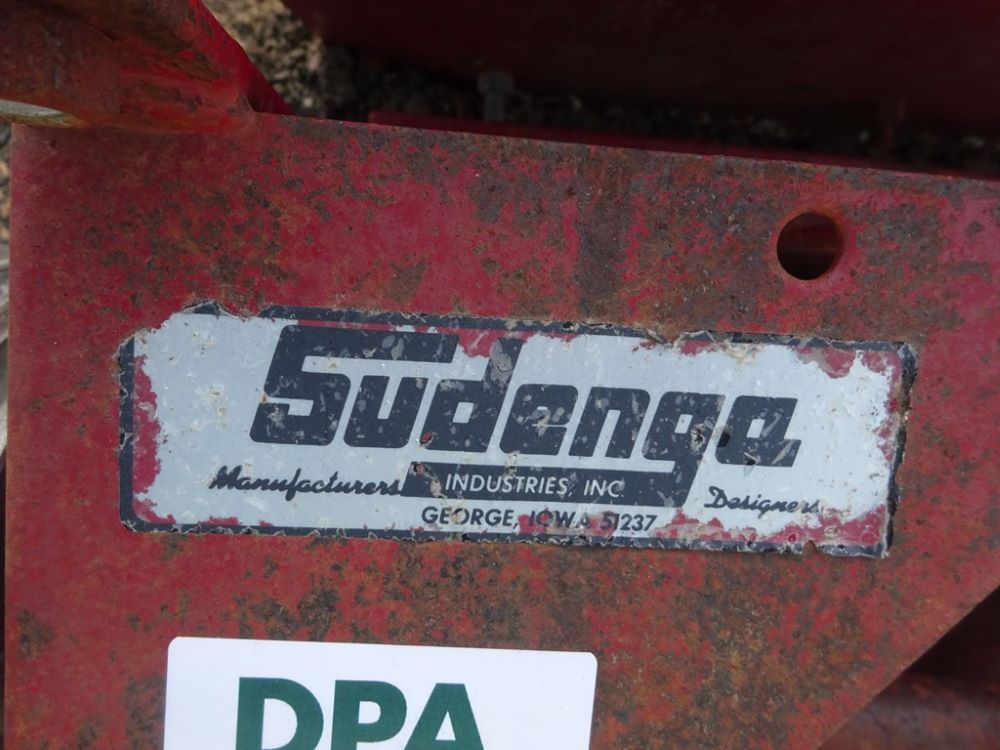 Sudenga
Manufacturers INDUSTRIES, INC. Designers
GEORGE, IOWA 51237
DPA